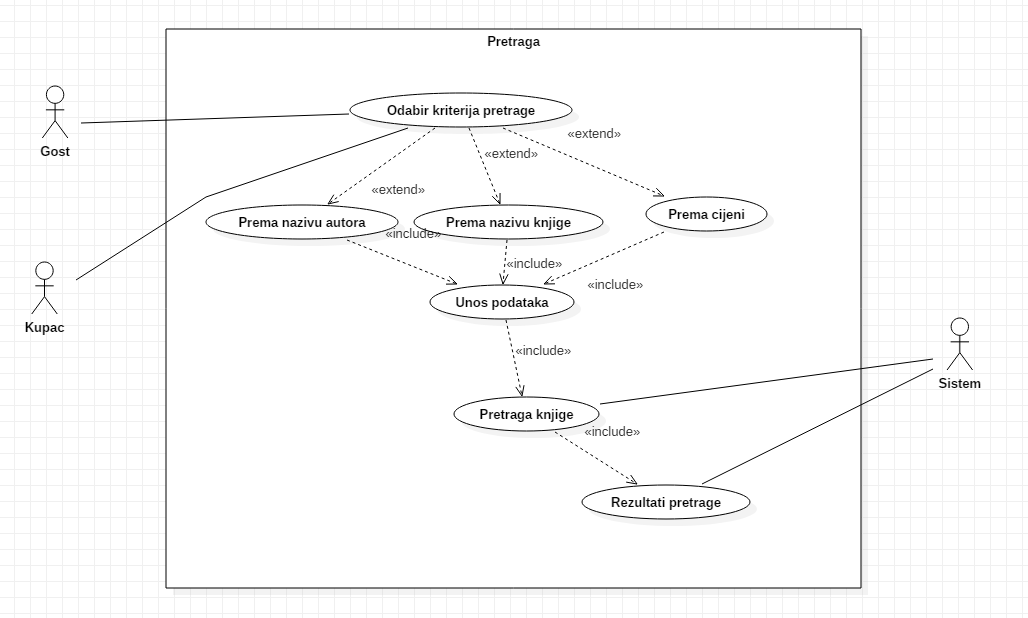 Pretraga
Odabir kriterija pretrage
Gost
«extend»
«extend»
«extend»
Prema nazivu autora
Prema nazivu knjige
Prema cijeni
«include»
«include»
«include»
Unos podataka
Kupac
«include»
Sistem
Pretraga knjige
«include»
Rezultati pretrage